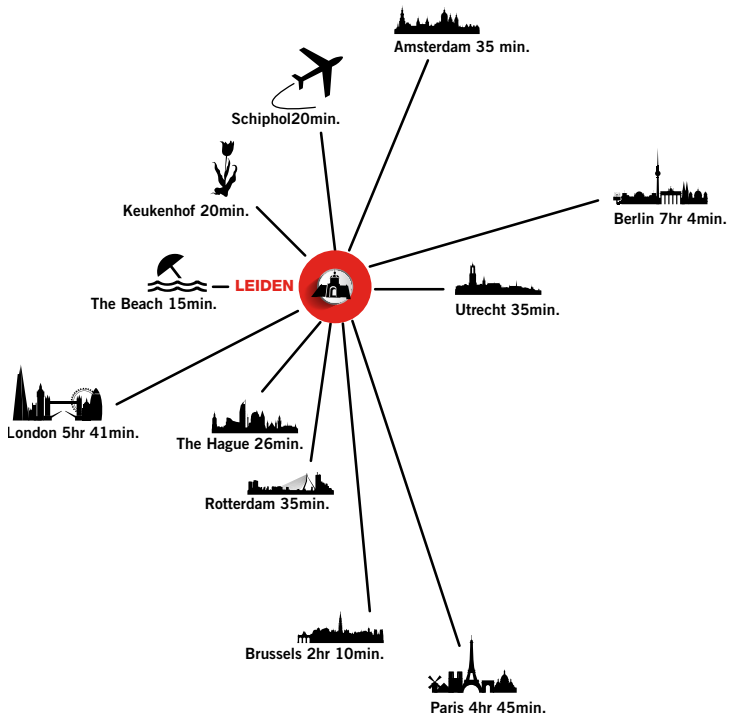 Amsterdam 35 min.
Schiphol20min.
Keukenhof 20min.
Berlin 7hr 4min.
The Beach 15min.
LEIDEN
Utrecht 35min.
London 5hr 41min.
The Hague 26min.
Rotterdam 35min.
Brussels 2hr 10min.
Paris 4hr 45min.